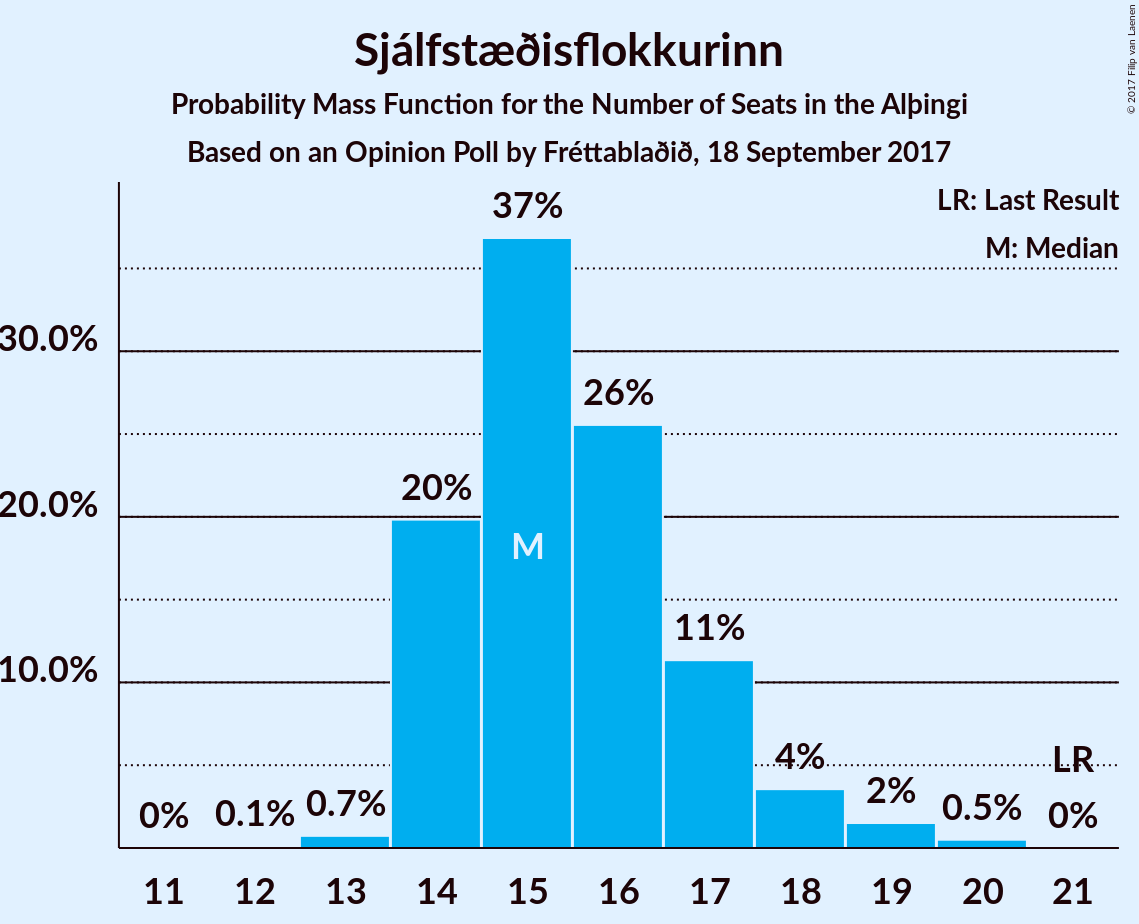 Sjálfstæðisflokkurinn
Probability Mass Function for the Number of Seats in the Alþingi
Based on an Opinion Poll by Fréttablaðið, 18 September 2017
© 2017 Filip van Laenen
LR: Last Result
M: Median
37%
30.0%
26%
20%
20.0%
M
11%
10.0%
4%
LR
2%
0.7%
0.5%
0.1%
0%
0%
11 12 13 14 15 16 17 18 19 20 21